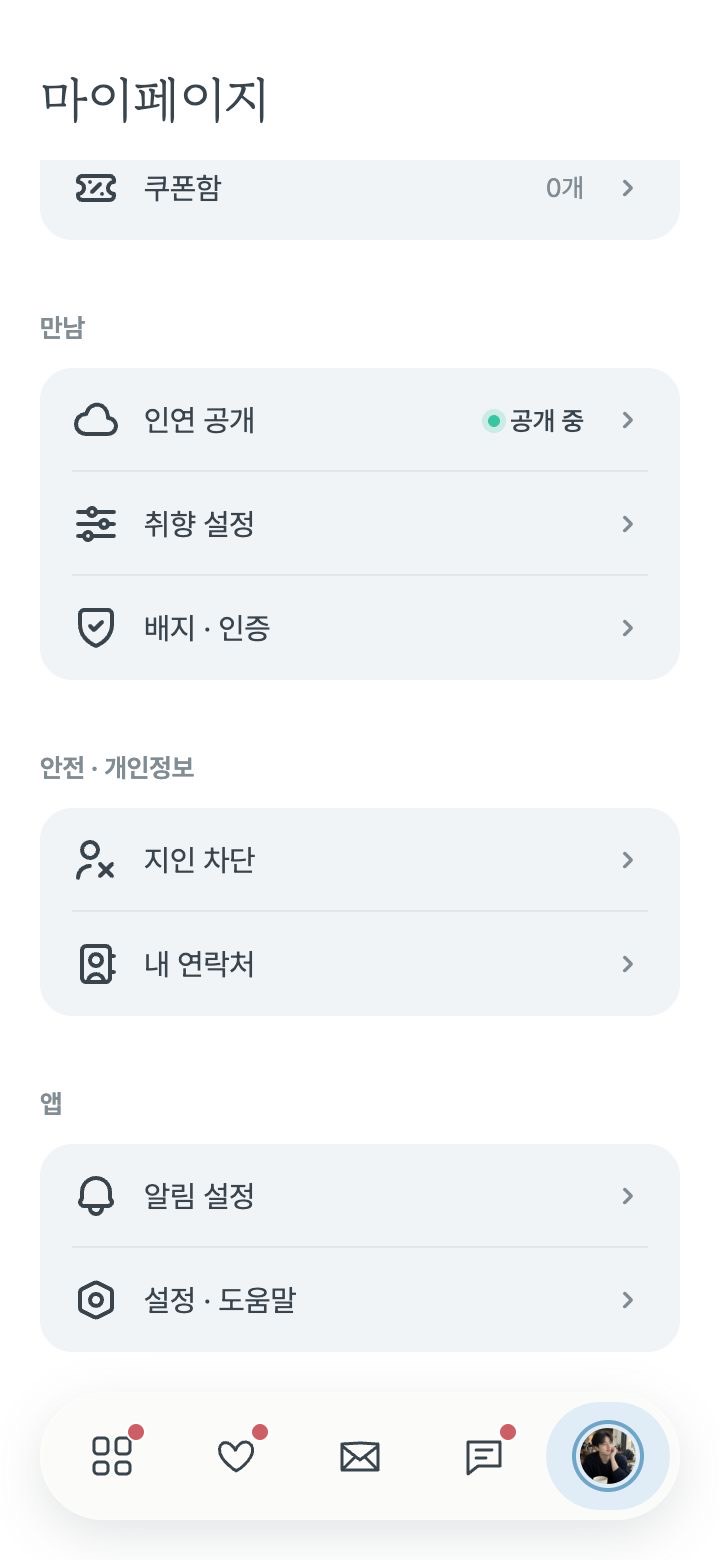 마이페이지
쿠폰함 0개
만남
인연 공개 공개 중
취향 설정
배지 · 인증
안전 · 개인정보
지인 차단
내 연락처
앱
알림 설정
설정 · 도움말